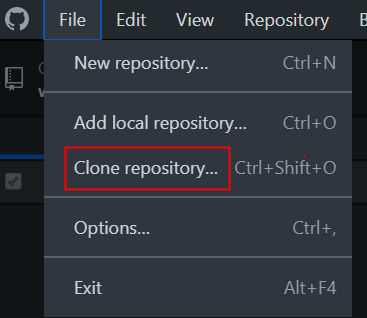 File Edit View Repository B
New repository... Ctrl+N
Add local repository... Ctrl+O
Clone repository... Ctrl+Shift+O
Options... Ctrl+,
Exit Alt+F4